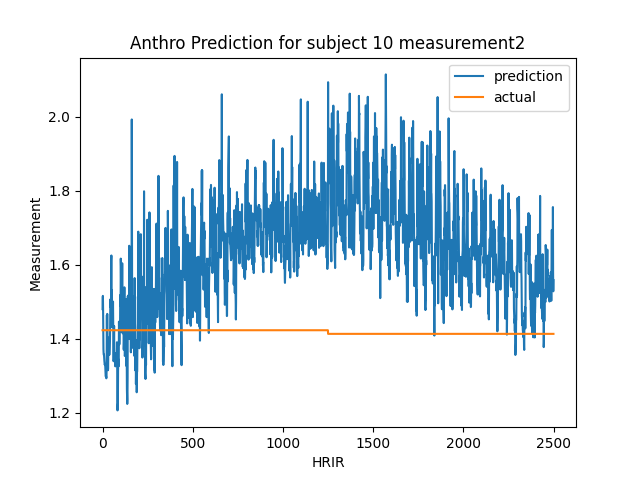 Anthro Prediction for subject 10 measurement2
prediction
actual
Measurement
2.0
1.8
1.6
1.4
1.2
0
500
1000
1500
2000
2500
HRIR